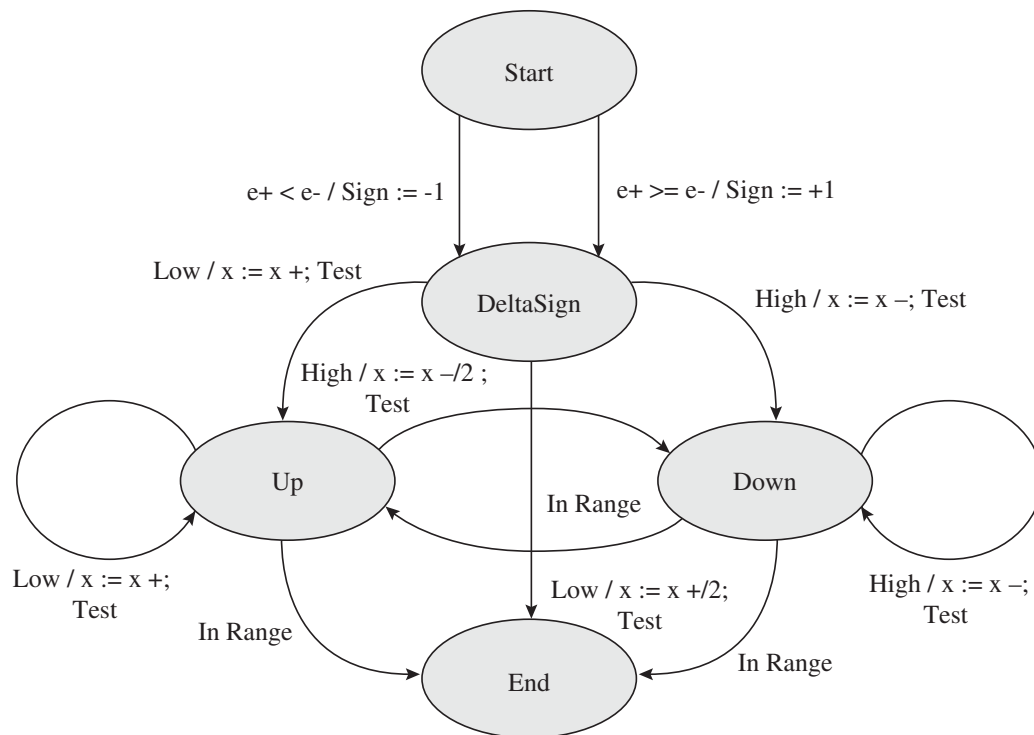 Start
e+ < e- / Sign := -1
e+ >= e- / Sign := +1
Low / x := x +; Test
DeltaSign
High / x := x –; Test
High / x := x –/2 ;
Test
Up
Down
In Range
Low / x := x +;
Test
Low / x := x +/2;
Test
High / x := x –;
Test
In Range
In Range
End